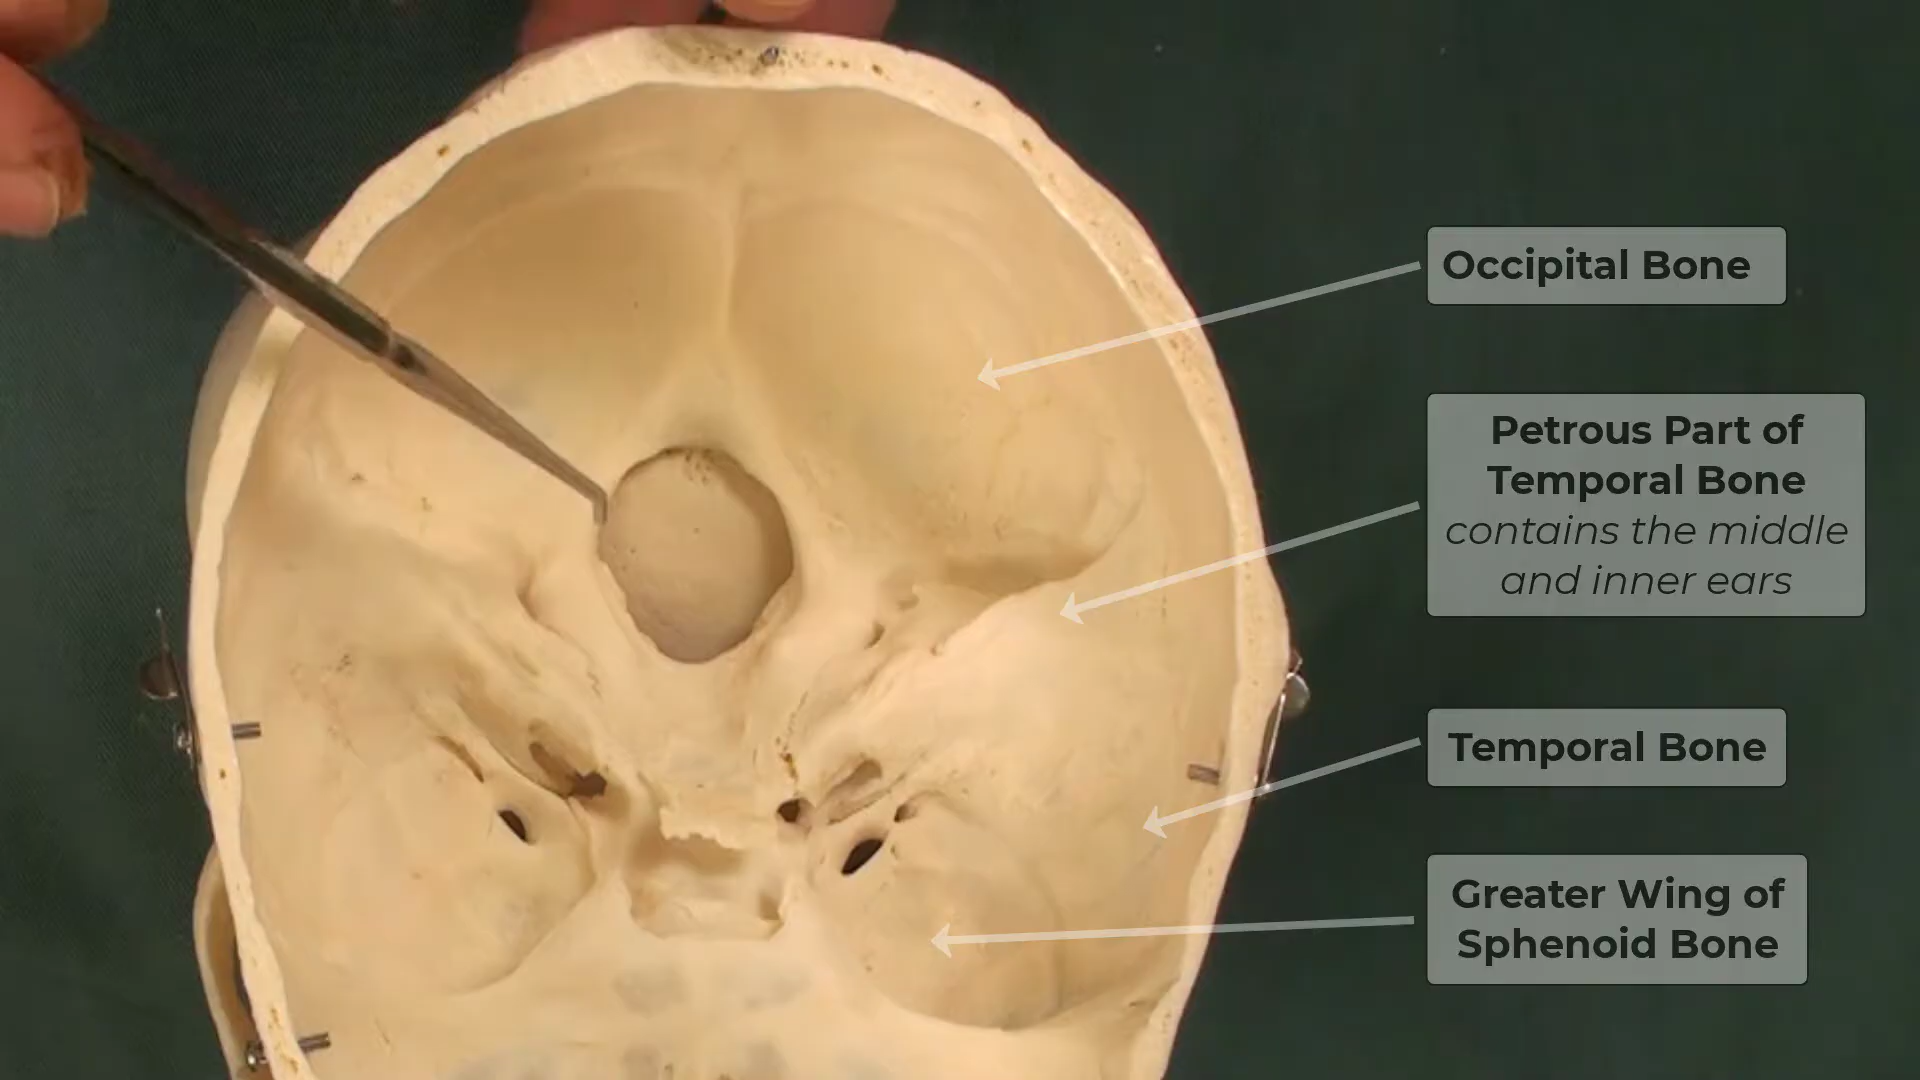 Occipital Bone
Petrous Part of
Temporal Bone
contains the middle
and inner ears
Temporal Bone
Greater Wing of
Sphenoid Bone